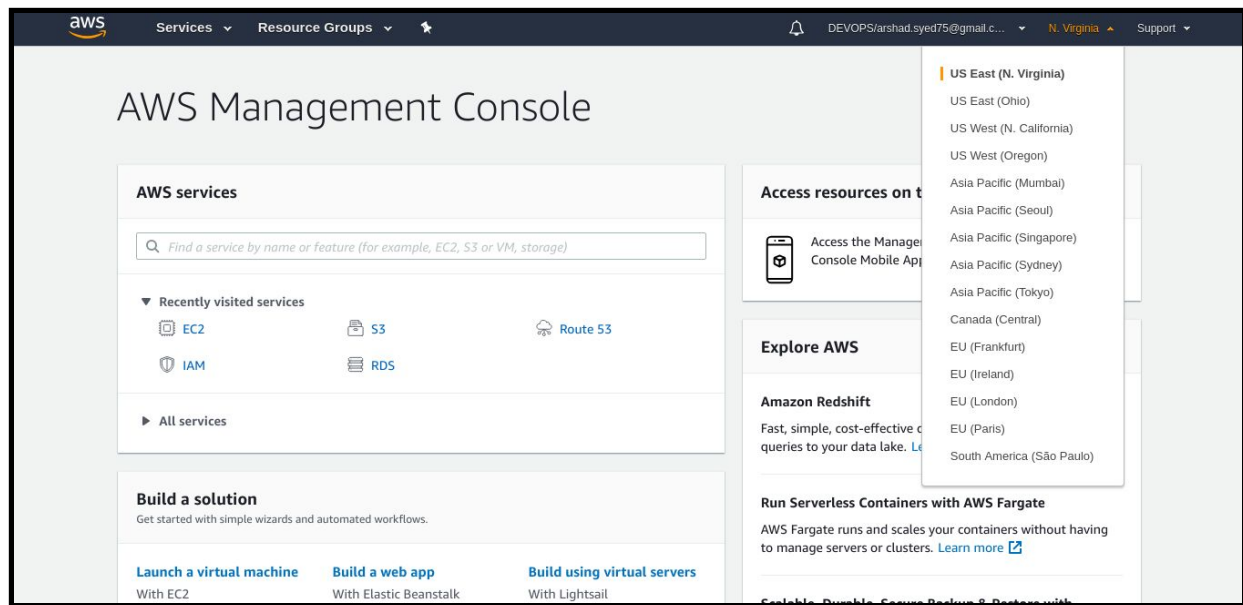 aws
Services
Resource Groups
DEVOPS/arshad.syed75@gmail.c...
N. Virginia
Support
AWS Management Console
US East (N. Virginia)
US East (Ohio)
US West (N. California)
US West (Oregon)
Asia Pacific (Mumbai)
Asia Pacific (Seoul)
Asia Pacific (Singapore)
Asia Pacific (Sydney)
Asia Pacific (Tokyo)
Canada (Central)
EU (Frankfurt)
EU (Ireland)
EU (London)
EU (Paris)
South America (São Paulo)
AWS services
Find a service by name or feature (for example, EC2, S3 or VM, storage)
Recently visited services
EC2
S3
Route 53
IAM
RDS
All services
Build a solution
Get started with simple wizards and automated workflows.
Launch a virtual machine
With EC2
Build a web app
With Elastic Beanstalk
Build using virtual servers
With Lightsail
Access resources on t
Access the Manage
Console Mobile Ap
Explore AWS
Amazon Redshift
Fast, simple, cost-effective
queries to your data lake. Le
Run Serverless Containers with AWS Fargate
AWS Fargate runs and scales your containers without having
to manage servers or clusters. Learn more
Scalable, Durable, Secure Backup & Restore with